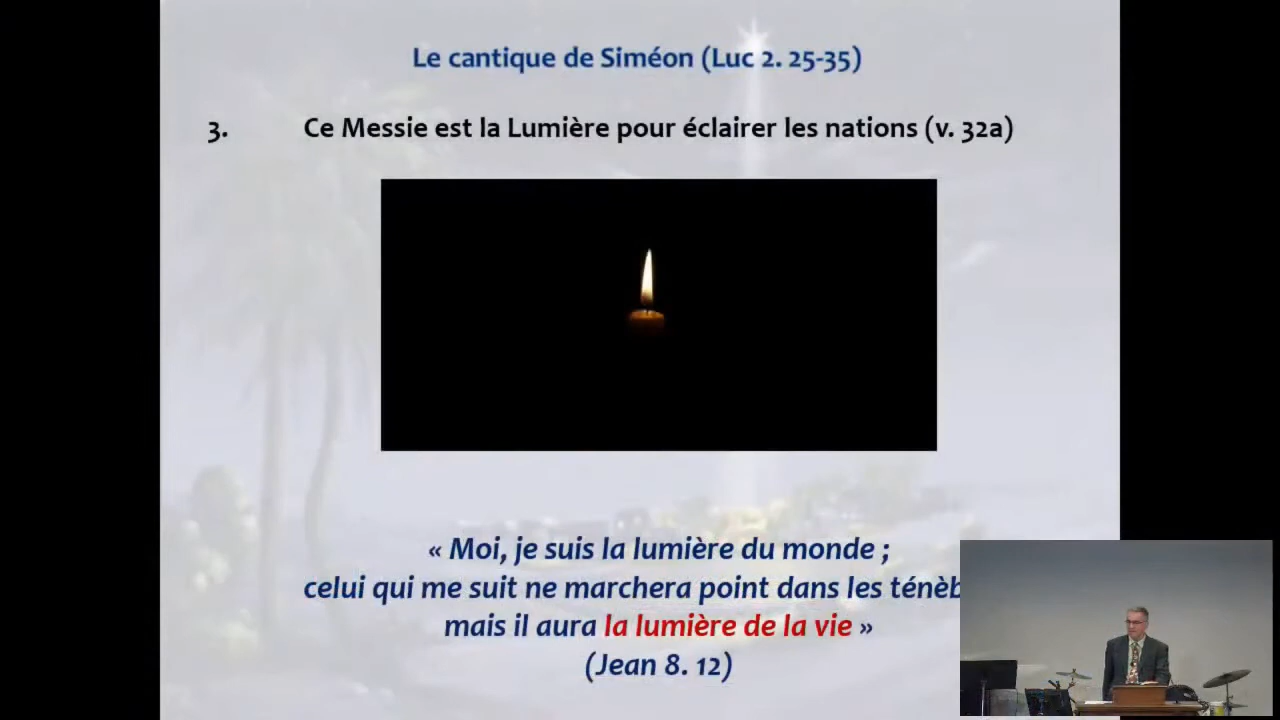 Le cantique de Siméon (Luc 2. 25-35)
3. Ce Messie est la Lumière pour éclairer les nations (v. 32a)
« Moi, je suis la lumière du monde ;
celui qui me suit ne marchera point dans les
mais il aura la lumière de la vie »
(Jean 8. 12)